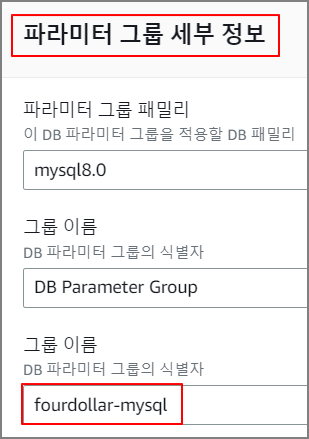 파라미터 그룹 세부 정보
파라미터 그룹 패밀리
이 DB 파라미터 그룹을 적용할 DB 패밀리
mysql8.0
그룹 이름
DB 파라미터 그룹의 식별자
DB Parameter Group
그룹 이름
DB 파라미터 그룹의 식별자
fourdollar-mysql